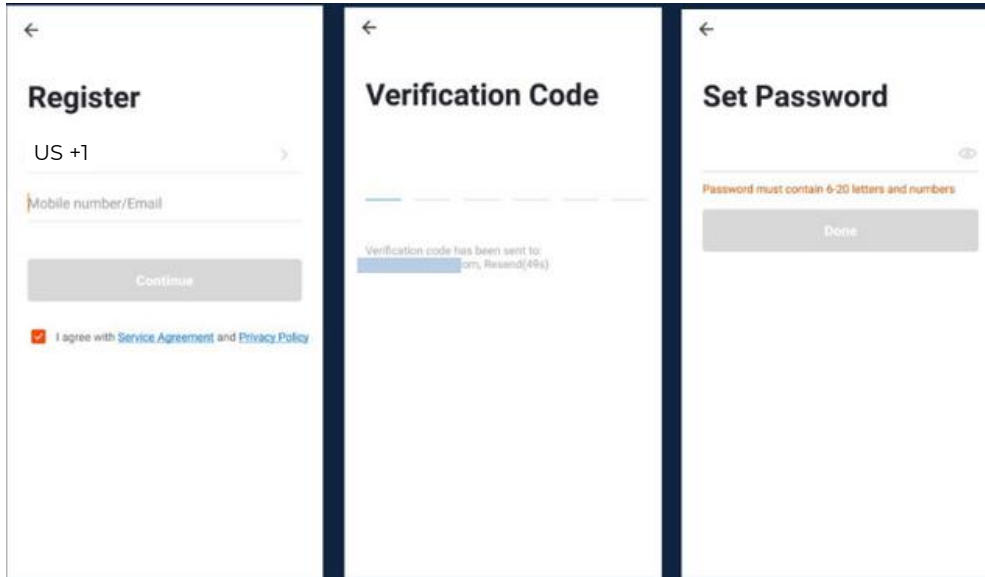 Register
US +1
Mobile number/Email
Continue
I agree with Service Agreement and Privacy Policy
Verification Code
Verification code has been sent to:
om, Resend(49s)
Set Password
Password must contain 6-20 letters and numbers
Done